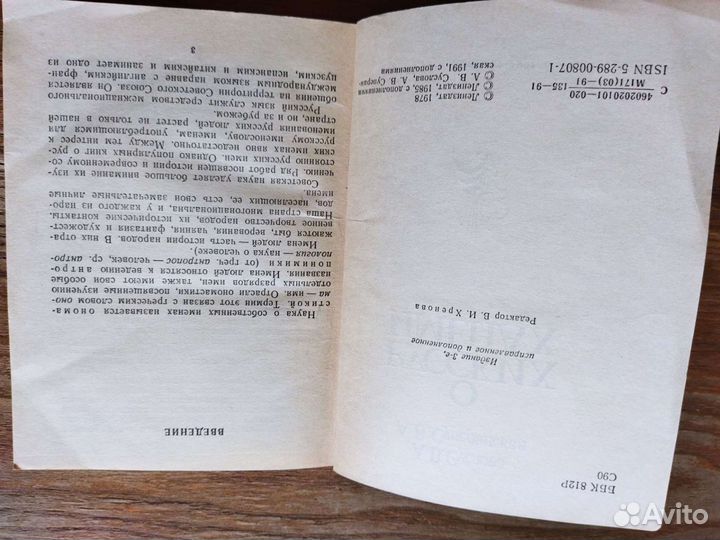 ББК 812Р
С90
Издание 3-е,
исправленное и дополненное
Редактор В. И. Хренова
С 4602020101—020 135—91
М171(03)—91
ISBN 5-289-00807-1
© Лениздат, 1978
© Лениздат, 1985, с дополнениями
© А. В. Суслова, А. В. Суперан-
ская, 1991, с дополнениями
ВВЕДЕНИЕ
Наука о собственных именах называется онома-
стикой. Термин этот связан с греческим словом оно-
ма — имя. Отрасли ономастики, посвященные изучению
отдельных разрядов имен, также имеют свои особые
названия. Имена людей относятся к ведению антро-
понимики (от греч. антропос — человек, ср. антро-
пология — наука о человеке).
Имена людей — часть истории народов. В них отра-
жаются быт, верования, чаяния, фантазия и художест-
венное творчество народов, их исторические контакты.
Наша страна многонациональна, и у каждого из наро-
дов, населяющих ее, есть свои замечательные личные
имена.
Советская наука уделяет большое внимание их изу-
чению. Ряд работ посвящен истории и современному со-
стоянию русских имен. Однако популярных книг о рус-
ских именах явно недостаточно. Между тем интерес к
русскому именослову, именам, употребляющимся для
именования русских людей, растет не только в нашей
стране, но и за ее рубежом.
Русский язык служит средством межнационального
общения на территории Советского Союза. Он является
международным языком наравне с английским, фран-
цузским, испанским и китайским и занимает одно из
3
Avito